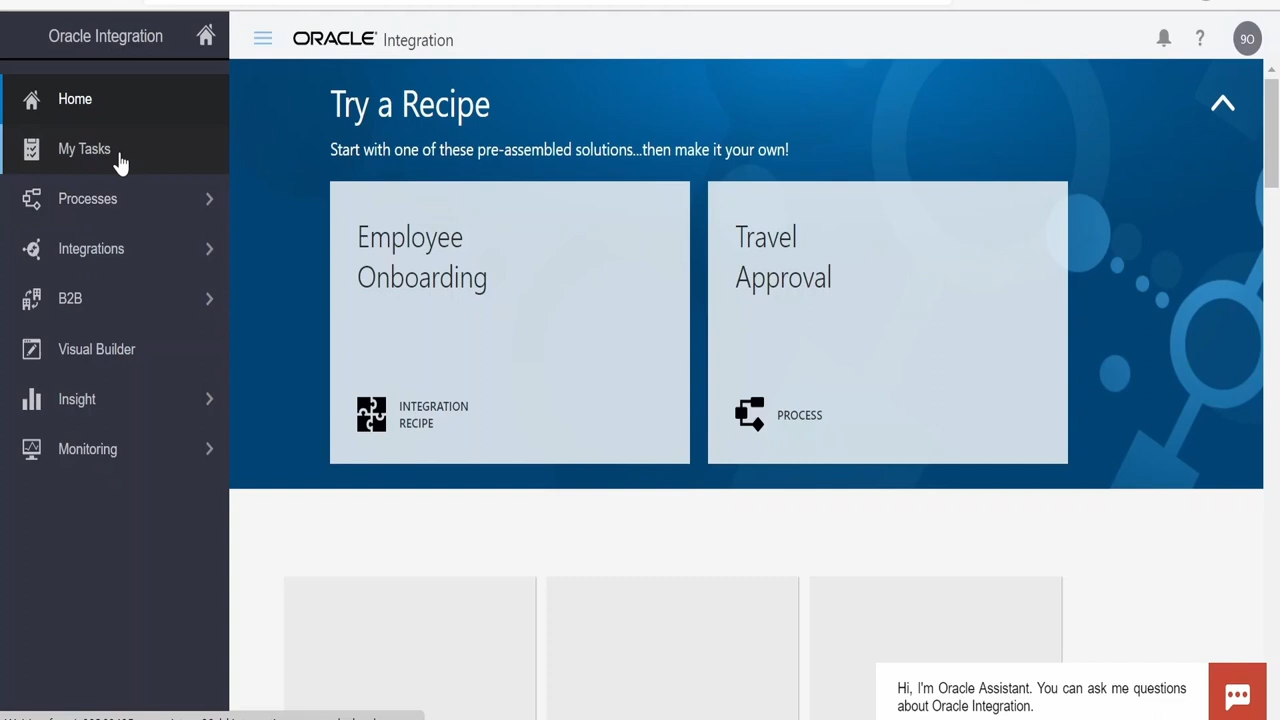 Oracle Integration
ORACLE Integration
9O
Home
My Tasks
Processes
Integrations
B2B
Visual Builder
Insight
Monitoring
Try a Recipe
Start with one of these pre-assembled solutions...then make it your own!
Employee
Onboarding
INTEGRATION
RECIPE
Travel
Approval
PROCESS
Hi, I'm Oracle Assistant. You can ask me questions
about Oracle Integration.